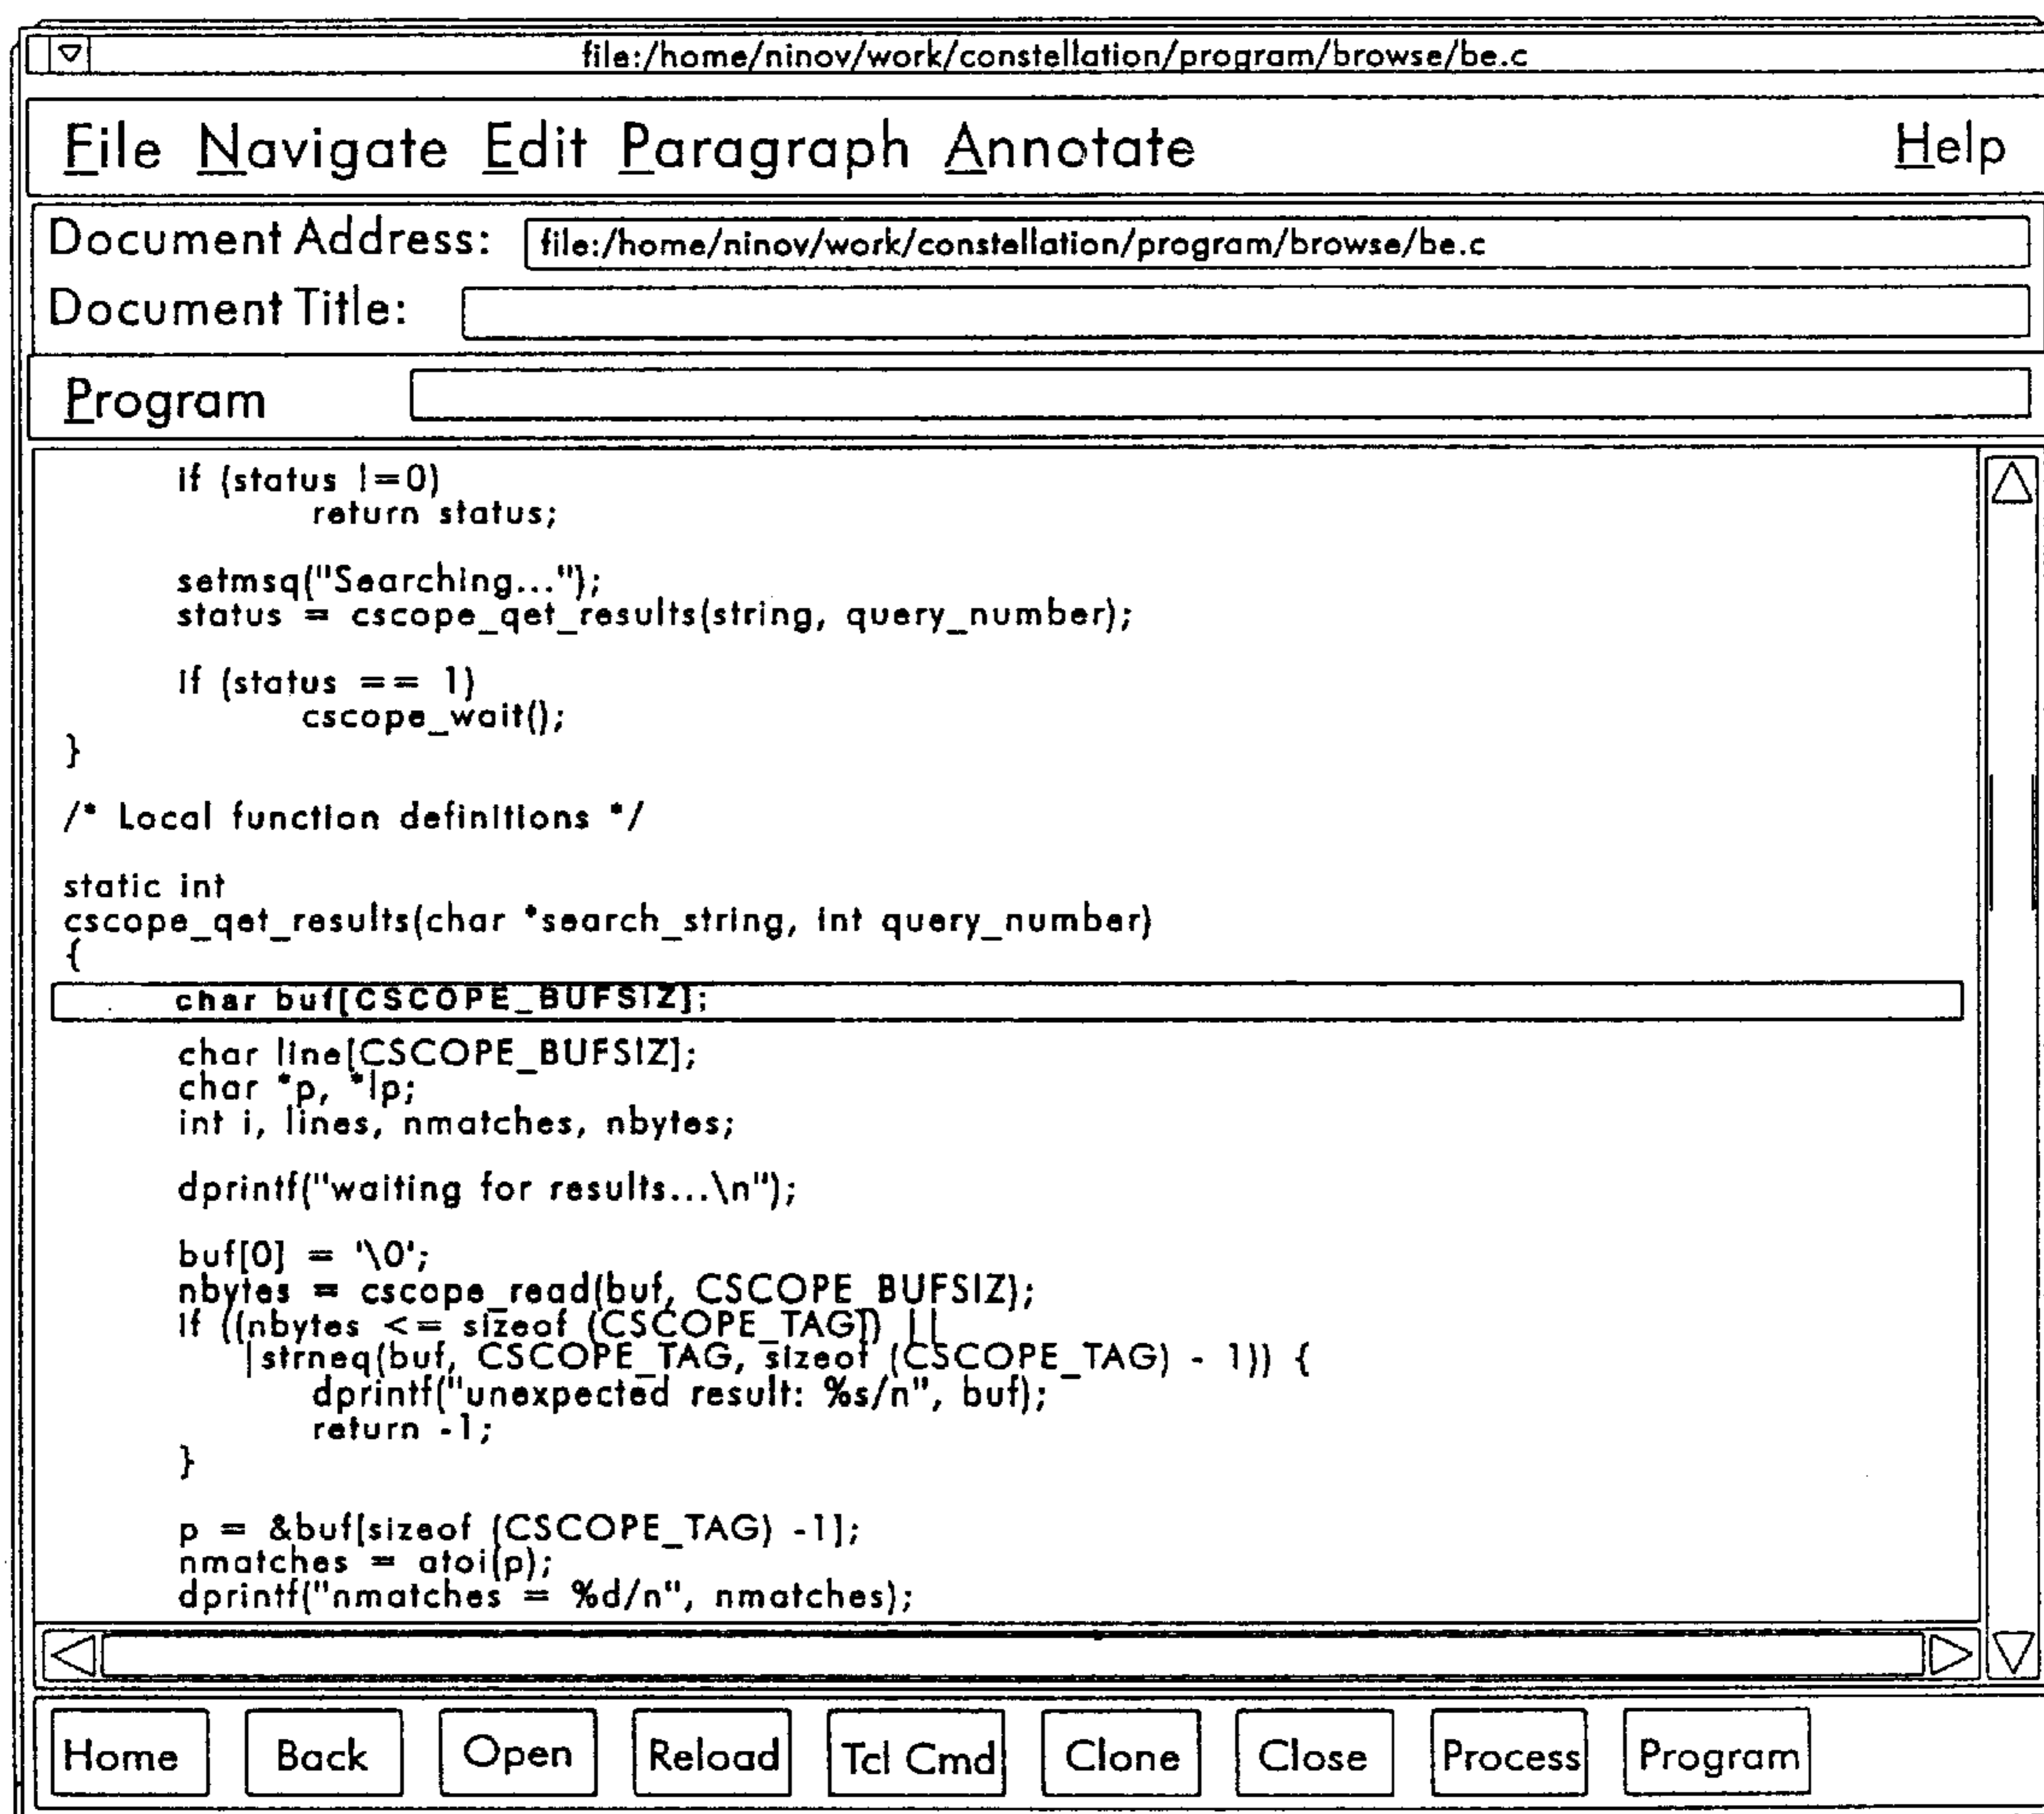 file:/home/ninov/work/constellation/program/browse/be.c
File Navigate Edit Paragraph Annotate Help
Document Address: file:/home/ninov/work/constellation/program/browse/be.c
Document Title:
Program
if (status !=0)
return status;
setmsq("Searching...");
status = cscope_qet_results(string, query_number);
if (status == 1)
cscope_wait();
}
/* Local function definitions */
static int
cscope_qet_results(char *search_string, int query_number)
{
char buf[CSCOPE_BUFSIZ];
char line[CSCOPE_BUFSIZ];
char *p, *lp;
int i, lines, nmatches, nbytes;
dprintf("waiting for results...\n");
buf[0] = '\0';
nbytes = cscope_read(buf, CSCOPE_BUFSIZ);
if ((nbytes <= sizeof (CSCOPE_TAG)) ||
|strneq(buf, CSCOPE_TAG, sizeof (CSCOPE_TAG) - 1)) {
dprintf("unexpected result: %s/n", buf);
return -1;
}
p = &buf[sizeof (CSCOPE_TAG) -1];
nmatches = atoi(p);
dprintf("nmatches = %d/n", nmatches);
Home Back Open Reload Tcl Cmd Clone Close Process Program